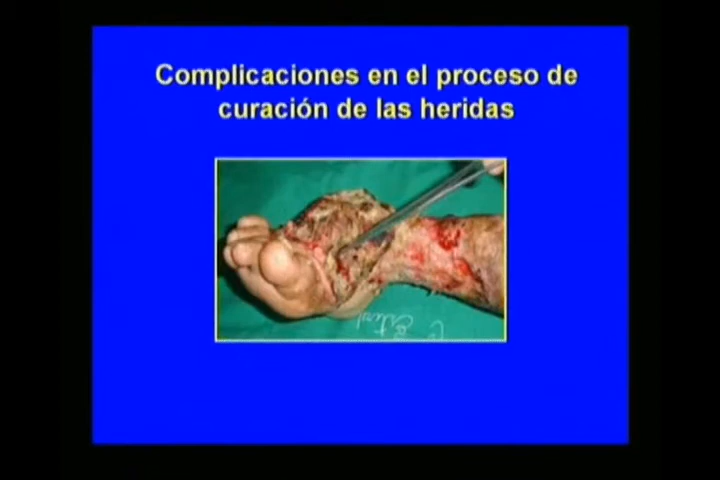 Complicaciones en el proceso de
curación de las heridas